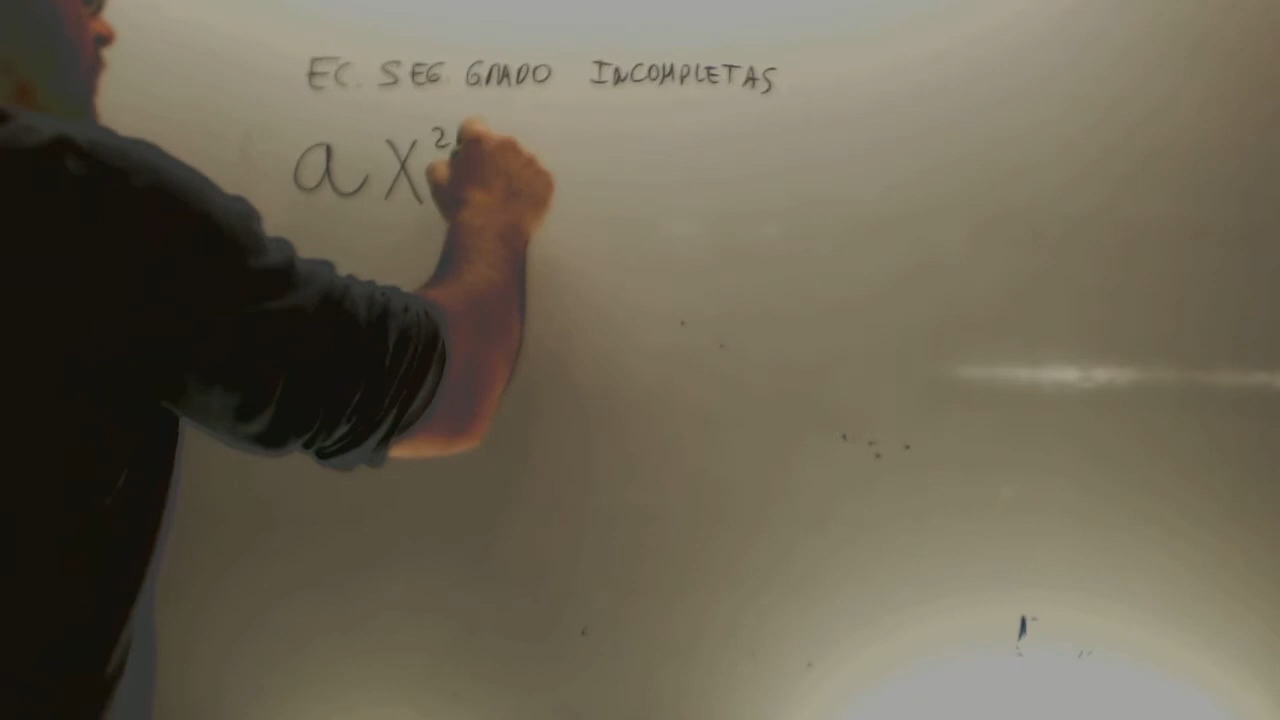 EC. SEG. GRADO INCOMPLETAS
ax²